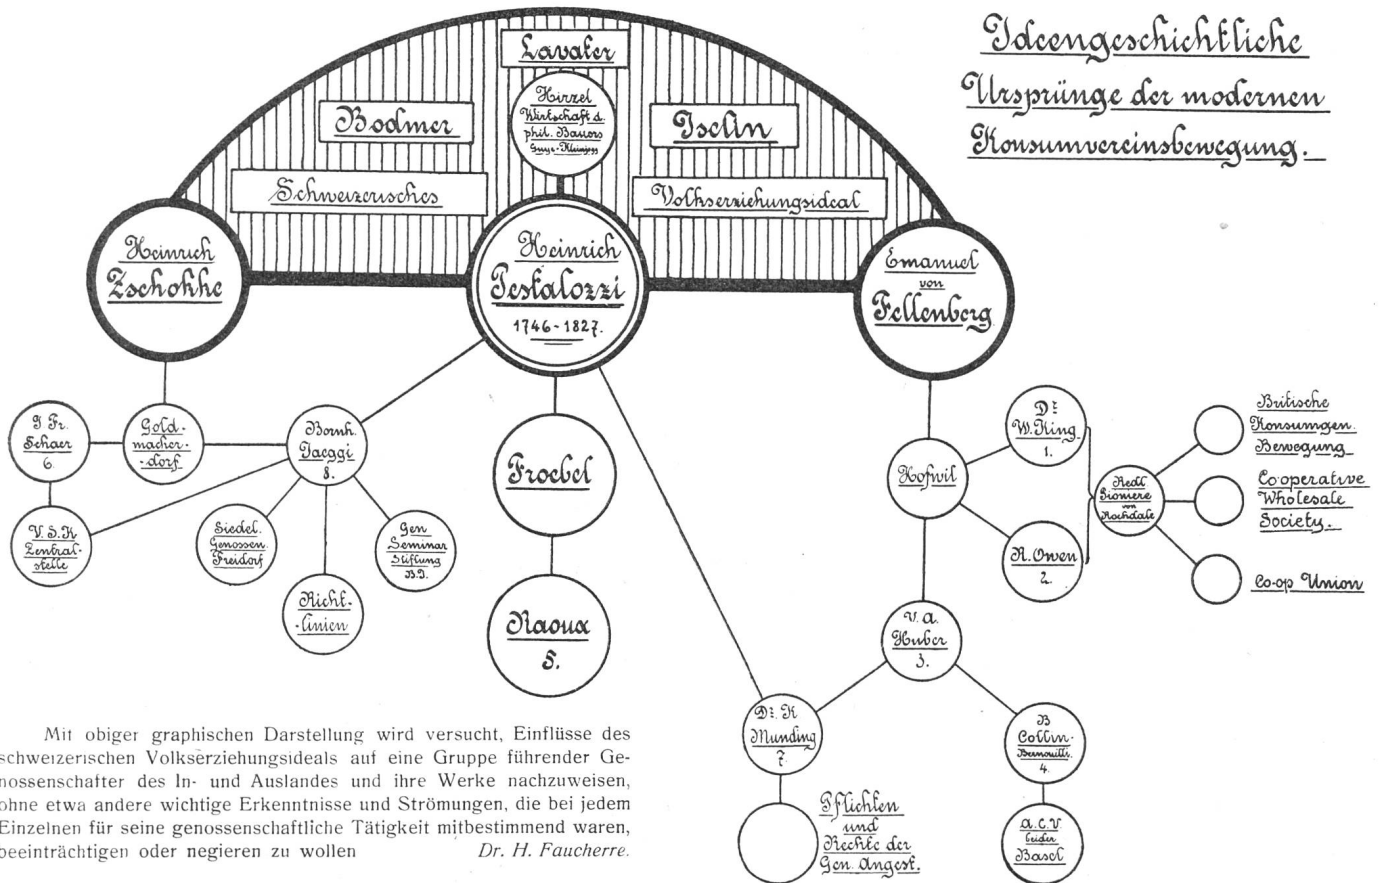 Ideengeschichtliche
Ursprünge der modernen
Konsumvereinsbewegung.
Lavater
Hirzel
Wirtschaft d.
phil. Bauers
Bodmer
Iselin
Schweizerisches
Volkserziehungsideal
Heinrich
Zschokke
Heinrich
Pestalozzi
1746-1827.
Emanuel
von
Fellenberg
J Fr.
Schaer
6.
Gold-
macher-
-dorf
Bernh.
Jaeggi
8.
V.S.K
Zentral-
stelle
Siedel.
Genossen.
Freidorf
Richt-
-linien
Gen
Seminar
Stiftung
B.J.
Froebel
Raoux
5.
Hofwil
Dr.
W. King
1.
R. Owen
2.
Redl
Pioniere
von
Rochdale
Britische
Konsumgen.
Bewegung
Cooperative
Wholesale
Society.
Co-op Union
V.A.
Huber
3.
Dr. K
Munding
7.
B
Collin-
Bernoulli.
4.
Pflichten
und
Rechte der
Gen. Angest.
A.C.V.
beider
Basel
Mit obiger graphischen Darstellung wird versucht, Einflüsse des
schweizerischen Volkserziehungsideals auf eine Gruppe führender Ge-
nossenschafter des In- und Auslandes und ihre Werke nachzuweisen,
ohne etwa andere wichtige Erkenntnisse und Strömungen, die bei jedem
Einzelnen für seine genossenschaftliche Tätigkeit mitbestimmend waren,
beeinträchtigen oder negieren zu wollen
Dr. H. Faucherre.